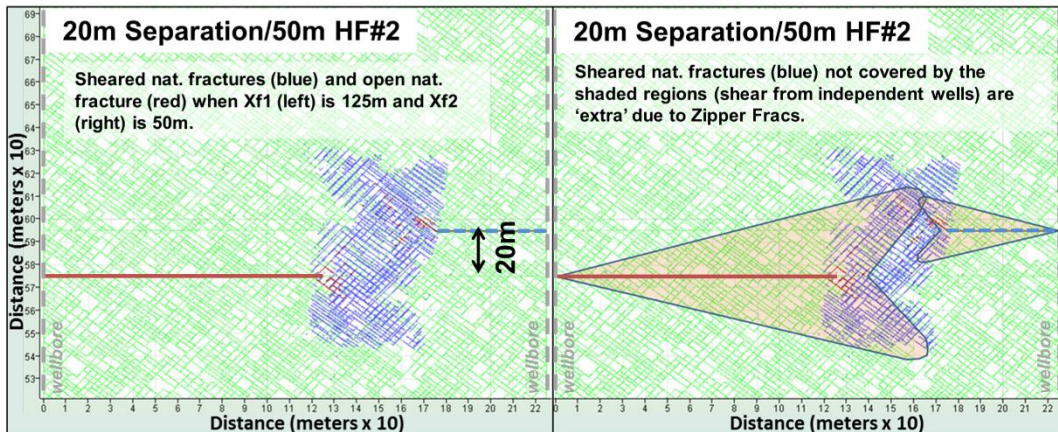 20m Separation/50m HF#2
Sheared nat. fractures (blue) and open nat.
fracture (red) when Xf1 (left) is 125m and Xf2
(right) is 50m.
20m
wellbore
wellbore
Distance (meters x 10)
69
68
67
66
65
64
63
62
61
60
59
58
57
56
55
54
53
0 1 2 3 4 5 6 7 8 9 10 11 12 13 14 15 16 17 18 19 20 21 22
Distance (meters x 10)
20m Separation/50m HF#2
Sheared nat. fractures (blue) not covered by the
shaded regions (shear from independent wells) are
‘extra’ due to Zipper Fracs.
wellbore
wellbore
0 1 2 3 4 5 6 7 8 9 10 11 12 13 14 15 16 17 18 19 20 21 22
Distance (meters x 10)